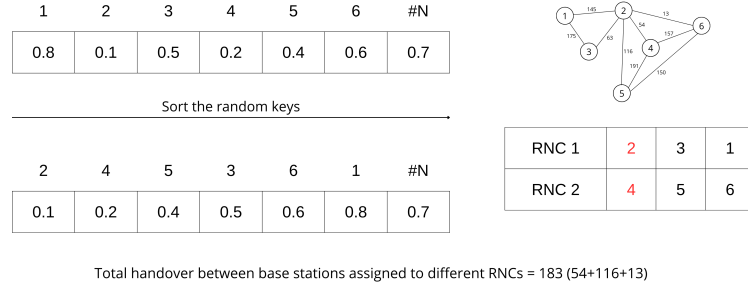 1 2 3 4 5 6 #N
0.8 0.1 0.5 0.2 0.4 0.6 0.7
Sort the random keys
2 4 5 3 6 1 #N
0.1 0.2 0.4 0.5 0.6 0.8 0.7
1 145 2 13 6
175 63 54 4 157
3 116 191 150
5
RNC 1 2 3 1
RNC 2 4 5 6
Total handover between base stations assigned to different RNCs = 183 (54+116+13)